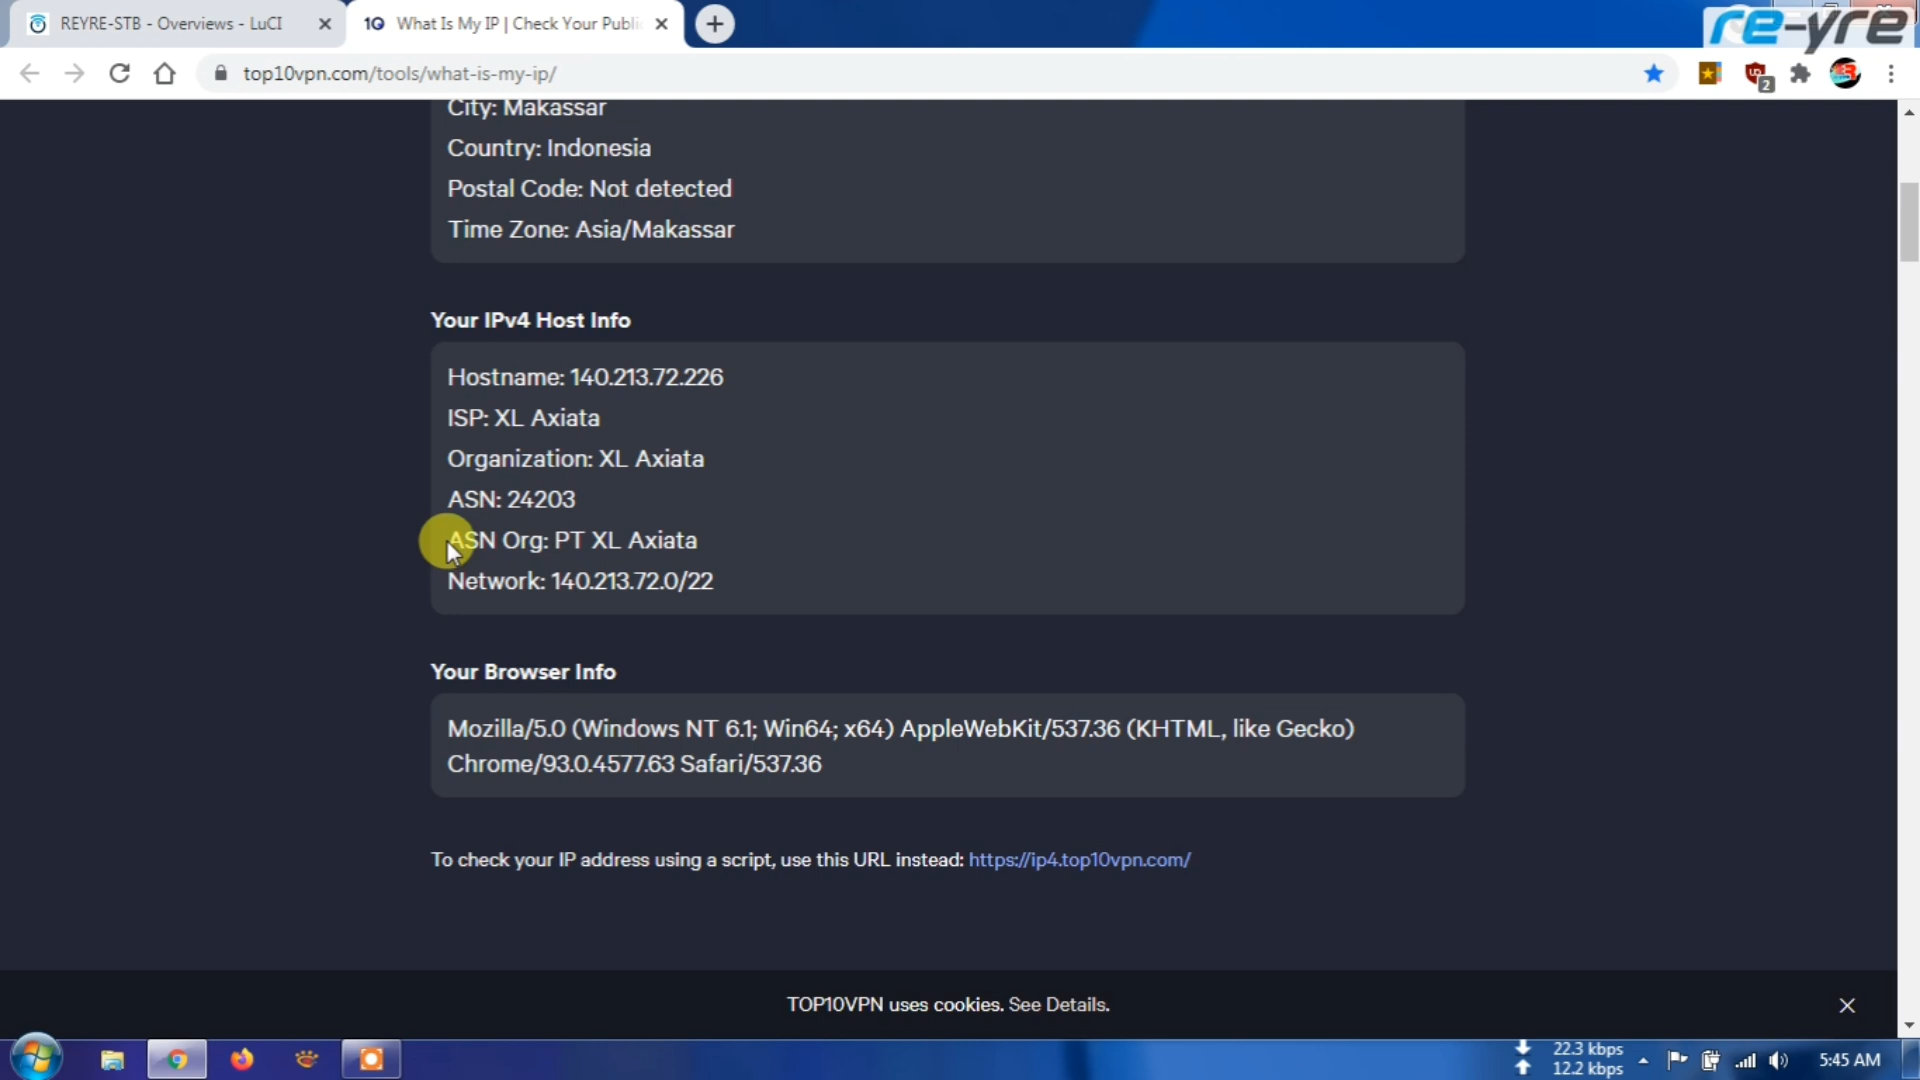 REYRE-STB - Overviews - LuCI
What Is My IP | Check Your Publi
re-yre
top10vpn.com/tools/what-is-my-ip/
2
City: Makassar
Country: Indonesia
Postal Code: Not detected
Time Zone: Asia/Makassar
Your IPv4 Host Info
Hostname: 140.213.72.226
ISP: XL Axiata
Organization: XL Axiata
ASN: 24203
ASN Org: PT XL Axiata
Network: 140.213.72.0/22
Your Browser Info
Mozilla/5.0 (Windows NT 6.1; Win64; x64) AppleWebKit/537.36 (KHTML, like Gecko)
Chrome/93.0.4577.63 Safari/537.36
To check your IP address using a script, use this URL instead: https://ip4.top10vpn.com/
TOP10VPN uses cookies. See Details.
22.3 kbps
12.2 kbps
5:45 AM